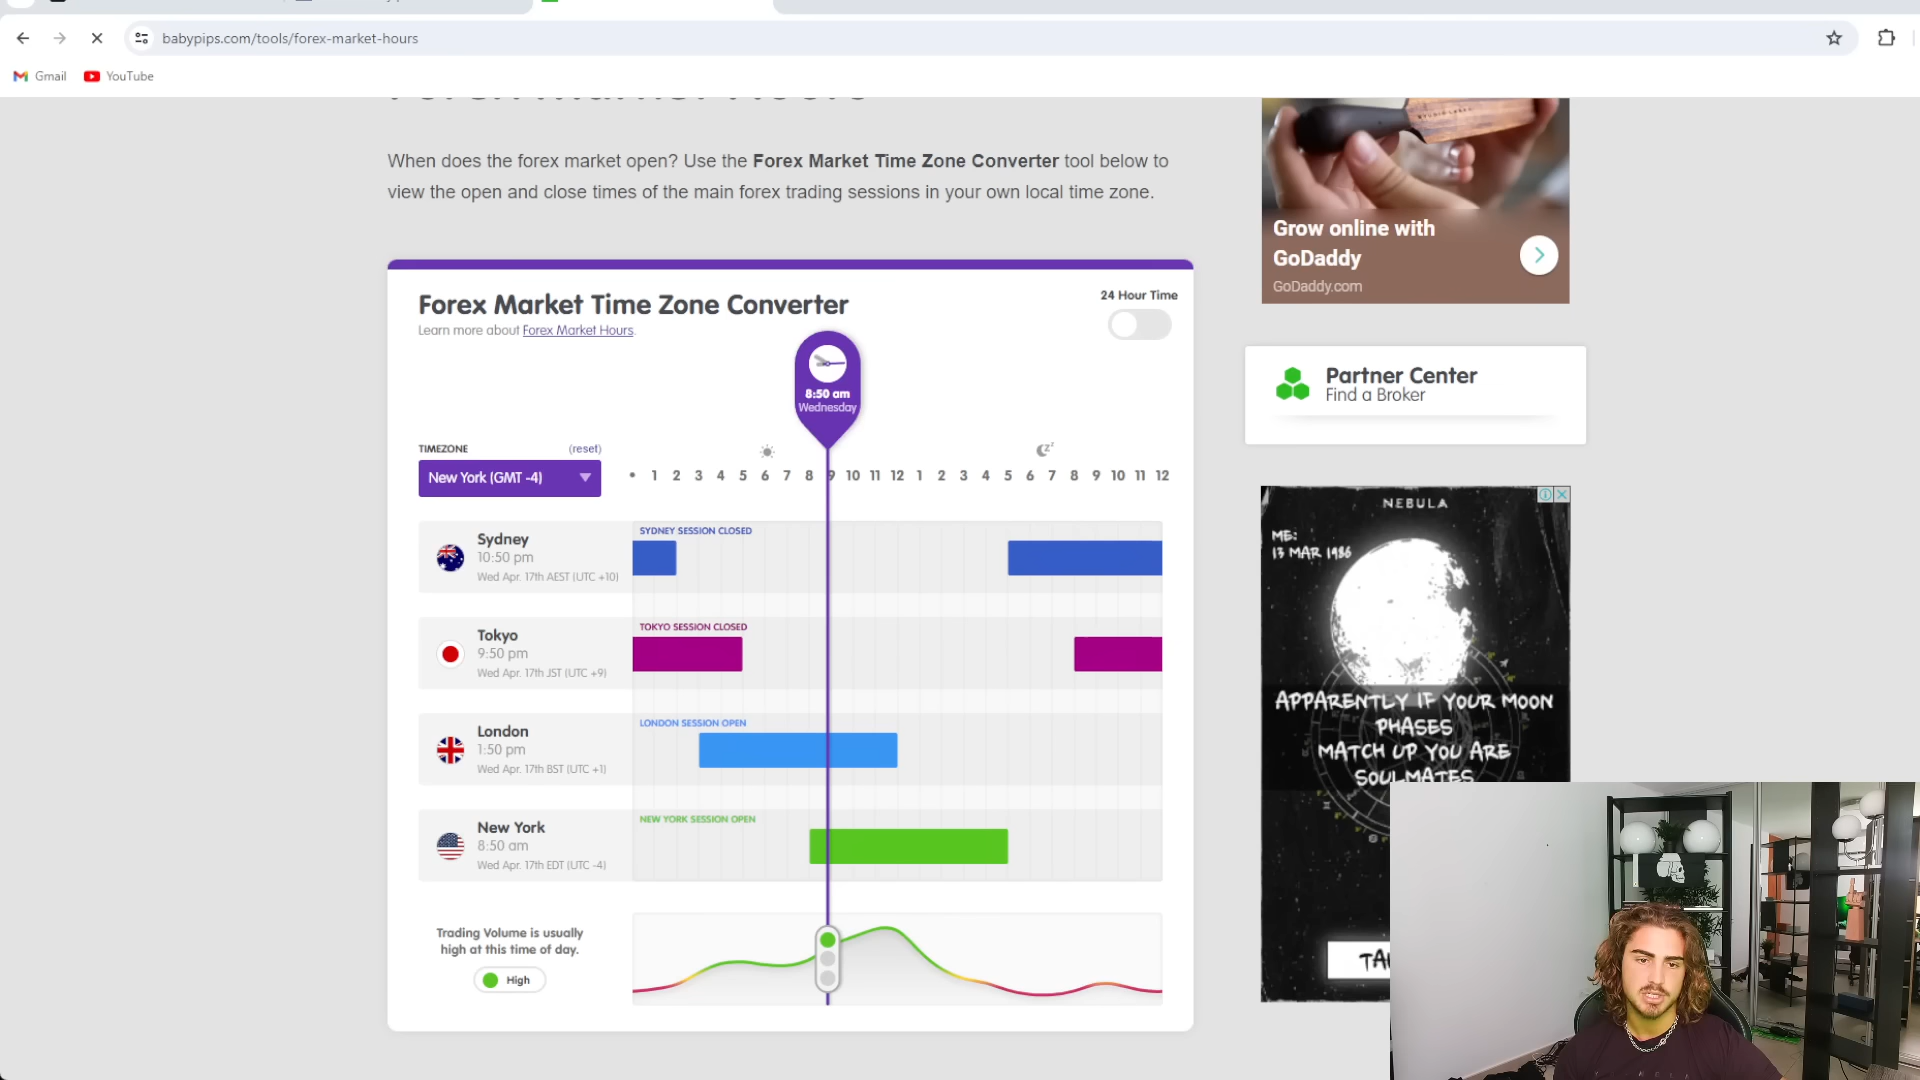 babypips.com/tools/forex-market-hours
Gmail
YouTube
Forex Market Hours
When does the forex market open? Use the Forex Market Time Zone Converter tool below to
view the open and close times of the main forex trading sessions in your own local time zone.
Forex Market Time Zone Converter
Learn more about Forex Market Hours.
24 Hour Time
8:50 am
Wednesday
TIMEZONE
(reset)
New York (GMT -4)
1 2 3 4 5 6 7 8 9 10 11 12 1 2 3 4 5 6 7 8 9 10 11 12
Sydney
10:50 pm
Wed Apr. 17th AEST (UTC +10)
SYDNEY SESSION CLOSED
Tokyo
9:50 pm
Wed Apr. 17th JST (UTC +9)
TOKYO SESSION CLOSED
London
1:50 pm
Wed Apr. 17th BST (UTC +1)
LONDON SESSION OPEN
New York
8:50 am
Wed Apr. 17th EDT (UTC -4)
NEW YORK SESSION OPEN
Trading Volume is usually
high at this time of day.
High
Grow online with
GoDaddy
GoDaddy.com
Partner Center
Find a Broker
NEBULA
ME:
13 MAR 1986
APPARENTLY IF YOUR MOON
PHASES
MATCH UP YOU ARE
SOULMATES